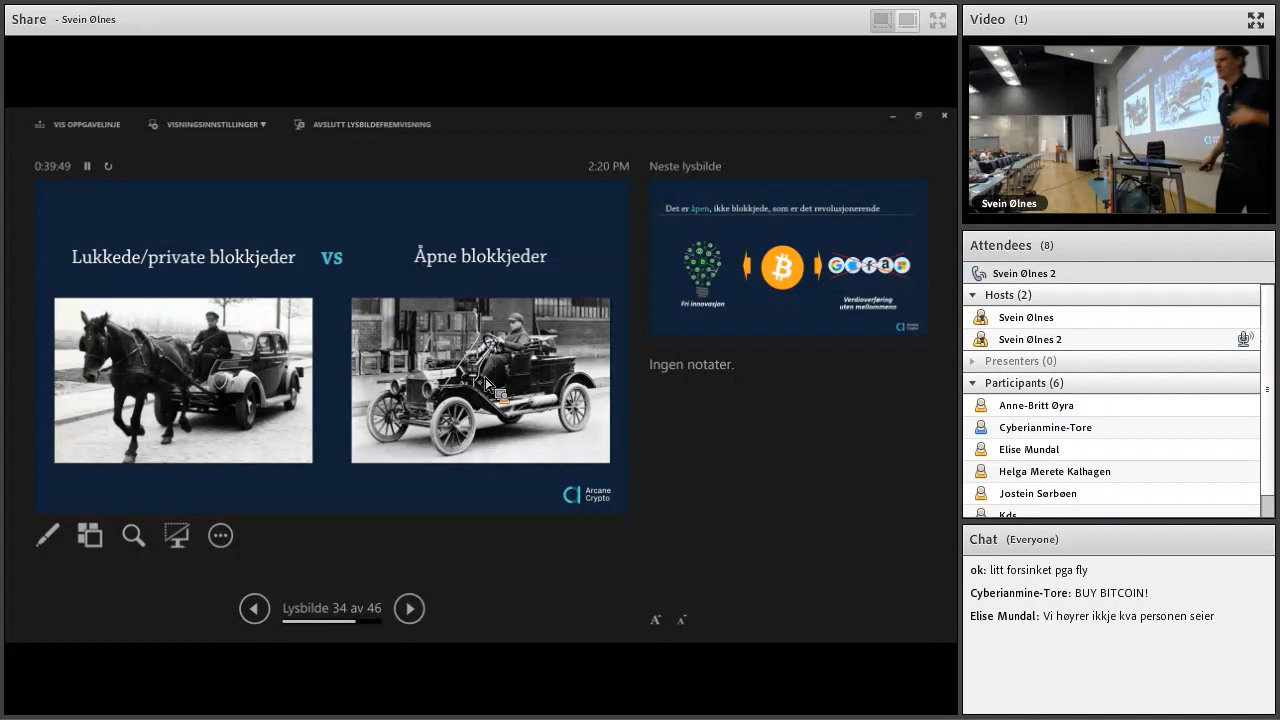 Share - Svein Ølnes
VIS OPPGAVELINJE VISNINGSINNSTILLINGER ▾ AVSLUTT LYSBILDEFREMVISNING
0:39:49 2:20 PM
Lukkede/private blokkjeder vs Åpne blokkjeder
Arcane
Crypto
Lysbilde 34 av 46
Neste lysbilde
Det er åpen, ikke blokkjede, som er det revolusjonerende
Fri innovasjon
Verdioverføring
uten mellommenn
Arcane
Crypto
Ingen notater.
A A
Video (1)
Svein Ølnes
Attendees (8)
Svein Ølnes 2
Hosts (2)
Svein Ølnes
Svein Ølnes 2
Presenters (0)
Participants (6)
Anne-Britt Øyra
Cyberianmine-Tore
Elise Mundal
Helga Merete Kalhagen
Jostein Sørbøen
Kds
Chat (Everyone)
ok: litt forsinket pga fly
Cyberianmine-Tore: BUY BITCOIN!
Elise Mundal: Vi høyrer ikkje kva personen seier